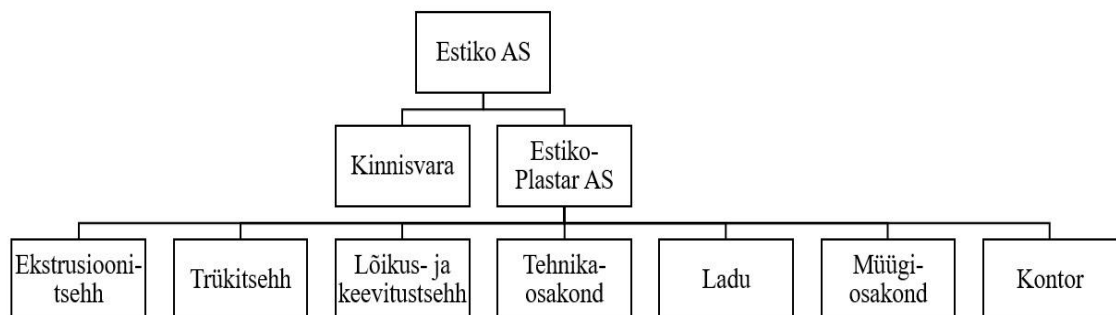 Estiko AS
Kinnisvara
Estiko-
Plastar AS
Ekstrusiooni-
tsehh
Trükitsehh
Lõikus- ja
keevitustsehh
Tehnika-
osakond
Ladu
Müügi-
osakond
Kontor